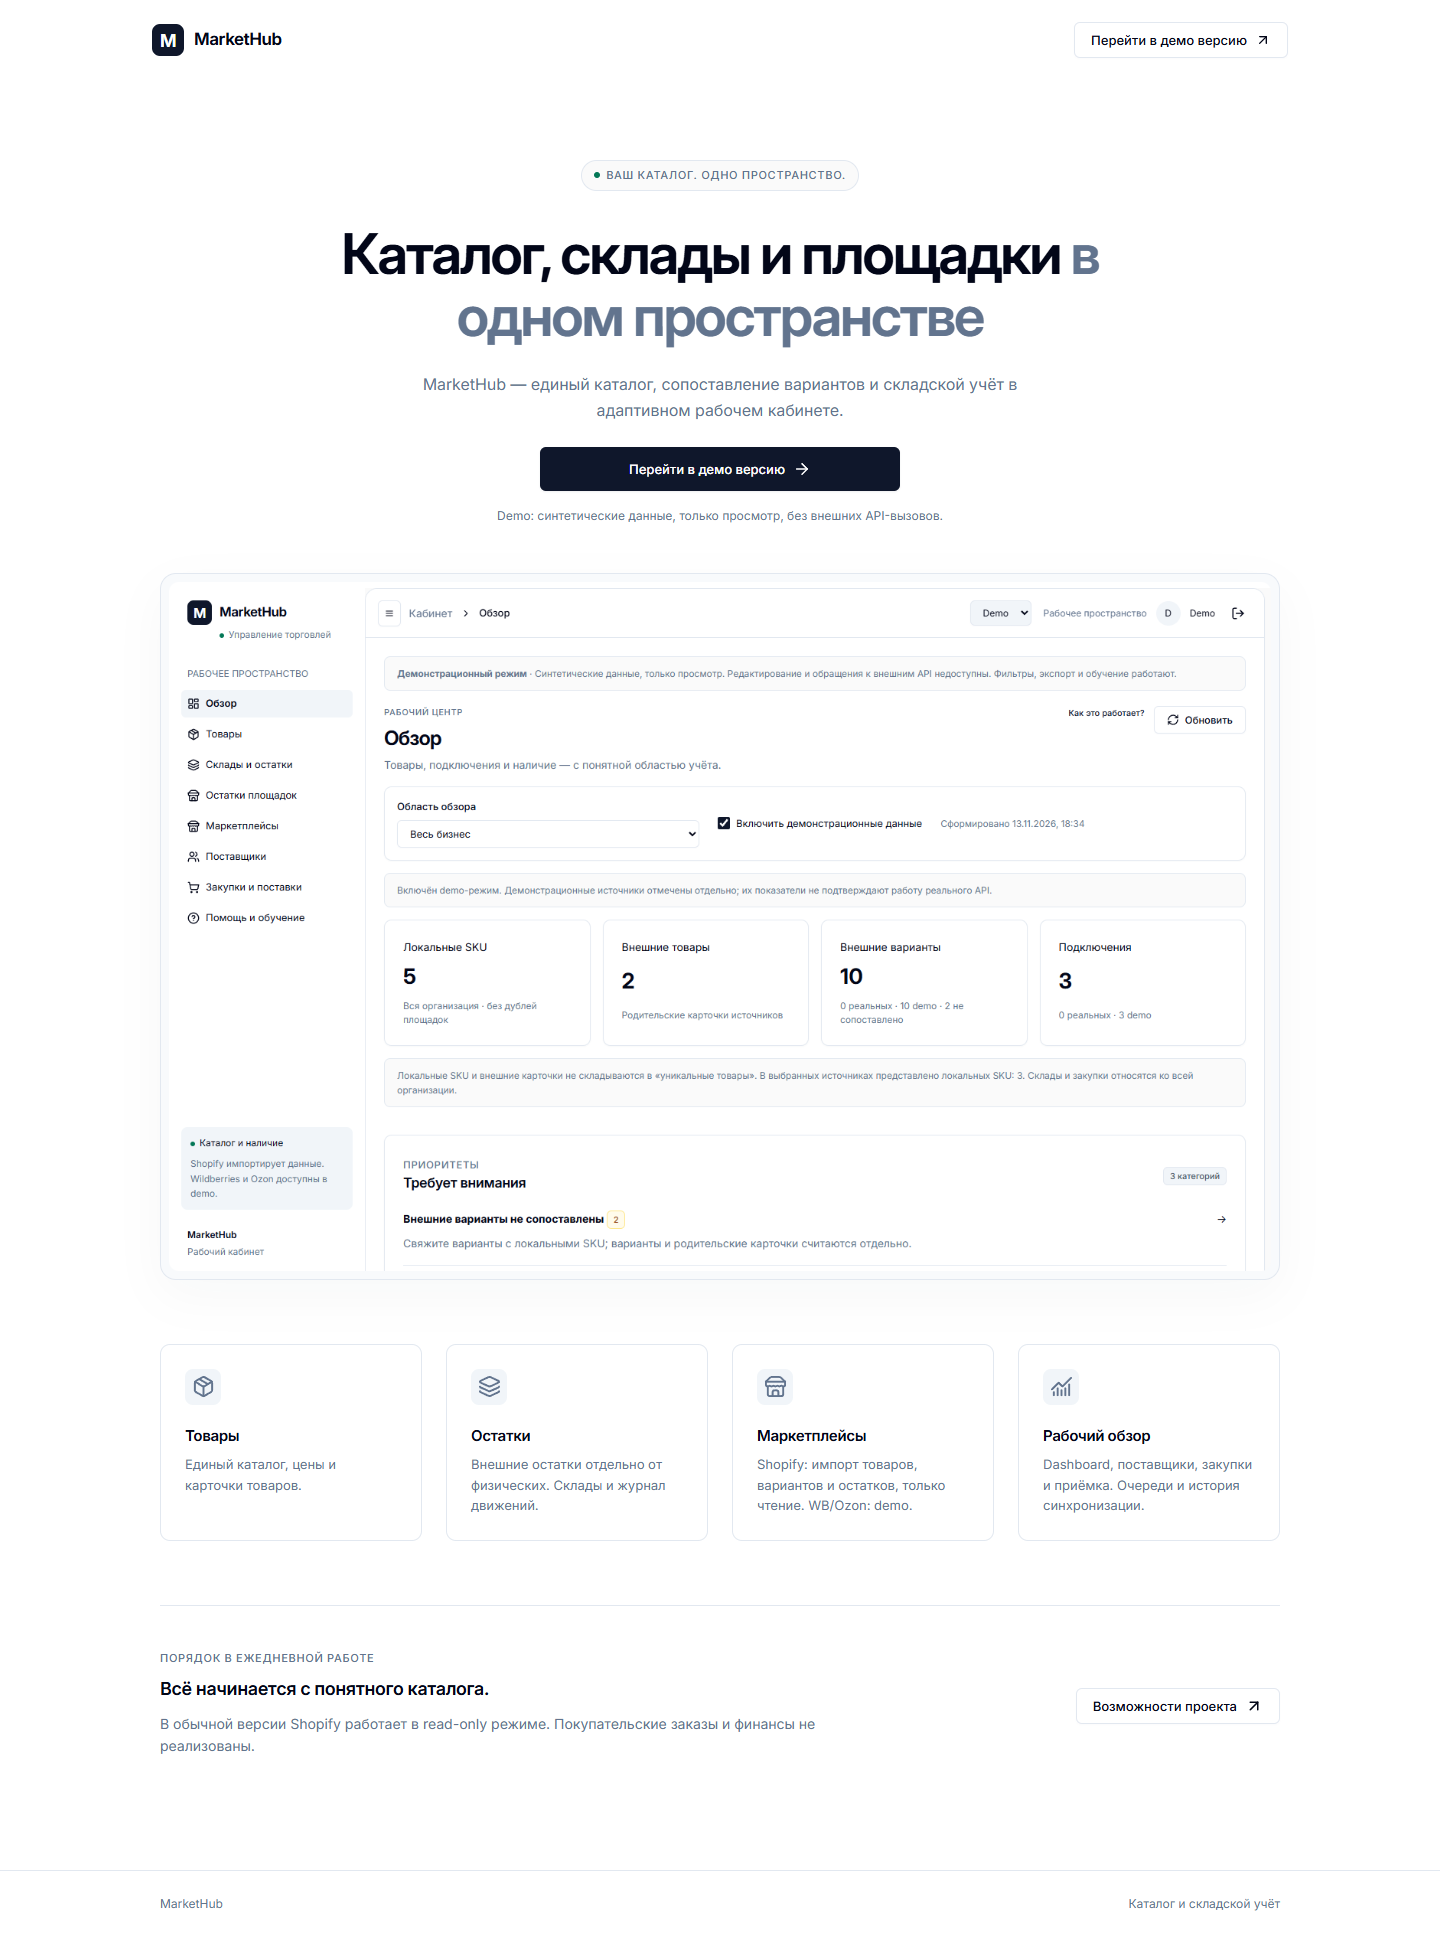 M MarketHub
Перейти в демо версию
ВАШ КАТАЛОГ. ОДНО ПРОСТРАНСТВО.
Каталог, склады и площадки в
одном пространстве
MarketHub — единый каталог, сопоставление вариантов и складской учёт в
адаптивном рабочем кабинете.
Перейти в демо версию
Demo: синтетические данные, только просмотр, без внешних API-вызовов.
M MarketHub
Управление торговлей
РАБОЧЕЕ ПРОСТРАНСТВО
Обзор
Товары
Склады и остатки
Остатки площадок
Маркетплейсы
Поставщики
Закупки и поставки
Помощь и обучение
Каталог и наличие
Shopify импортирует данные.
Wildberries и Ozon доступны в
demo.
MarketHub
Рабочий кабинет
Кабинет Обзор
Demo Рабочее пространство D Demo
Демонстрационный режим · Синтетические данные, только просмотр. Редактирование и обращения к внешним API недоступны. Фильтры, экспорт и обучение работают.
РАБОЧИЙ ЦЕНТР
Обзор
Товары, подключения и наличие — с понятной областью учёта.
Как это работает? Обновить
Область обзора
Весь бизнес
Включить демонстрационные данные Сформировано 13.11.2026, 18:34
Включён demo-режим. Демонстрационные источники отмечены отдельно; их показатели не подтверждают работу реального API.
Локальные SKU
5
Вся организация · без дублей
площадок
Внешние товары
2
Родительские карточки источников
Внешние варианты
10
0 реальных · 10 demo · 2 не
сопоставлено
Подключения
3
0 реальных · 3 demo
Локальные SKU и внешние карточки не складываются в «уникальные товары». В выбранных источниках представлено локальных SKU: 3. Склады и закупки относятся ко всей
организации.
ПРИОРИТЕТЫ
Требует внимания
3 категорий
Внешние варианты не сопоставлены 2
Свяжите варианты с локальными SKU; варианты и родительские карточки считаются отдельно.
Товары
Единый каталог, цены и
карточки товаров.
Остатки
Внешние остатки отдельно от
физических. Склады и журнал
движений.
Маркетплейсы
Shopify: импорт товаров,
вариантов и остатков, только
чтение. WB/Ozon: demo.
Рабочий обзор
Dashboard, поставщики, закупки
и приёмка. Очереди и история
синхронизации.
ПОРЯДОК В ЕЖЕДНЕВНОЙ РАБОТЕ
Всё начинается с понятного каталога.
В обычной версии Shopify работает в read-only режиме. Покупательские заказы и финансы не
реализованы.
Возможности проекта
MarketHub
Каталог и складской учёт